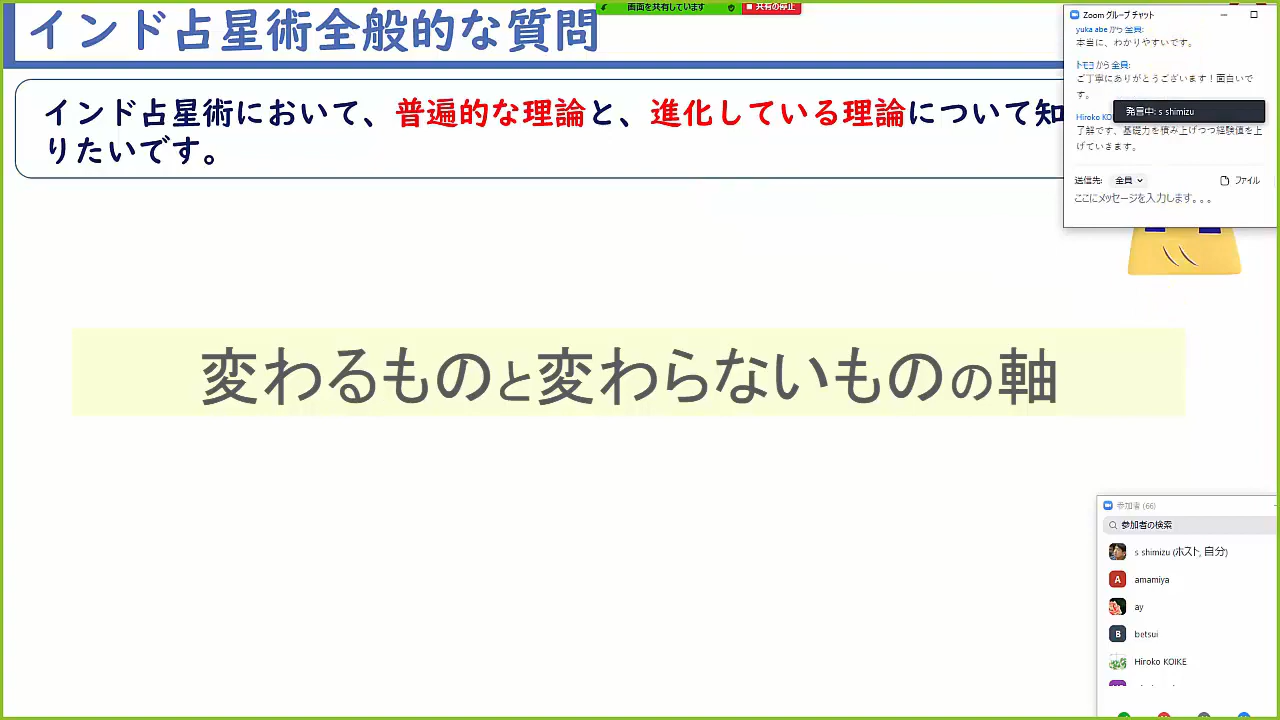 画面を共有しています
共有の停止
インド占星術全般的な質問
インド占星術において、普遍的な理論と、進化している理論について知
りたいです。
変わるものと変わらないものの軸
Zoom グループ チャット
yuka abe から 全員:
本当に、わかりやすいです。
トモヨ から 全員:
ご丁寧にありがとうございます！面白いで
す。
発言中: s shimizu
Hiroko KO
了解です、基礎力を積み上げつつ経験値を上
げていきます。
送信先: 全員
ファイル
ここにメッセージを入力します。。。
参加者 (66)
参加者の検索
s shimizu (ホスト, 自分)
A amamiya
ay
B betsui
Hiroko KOIKE